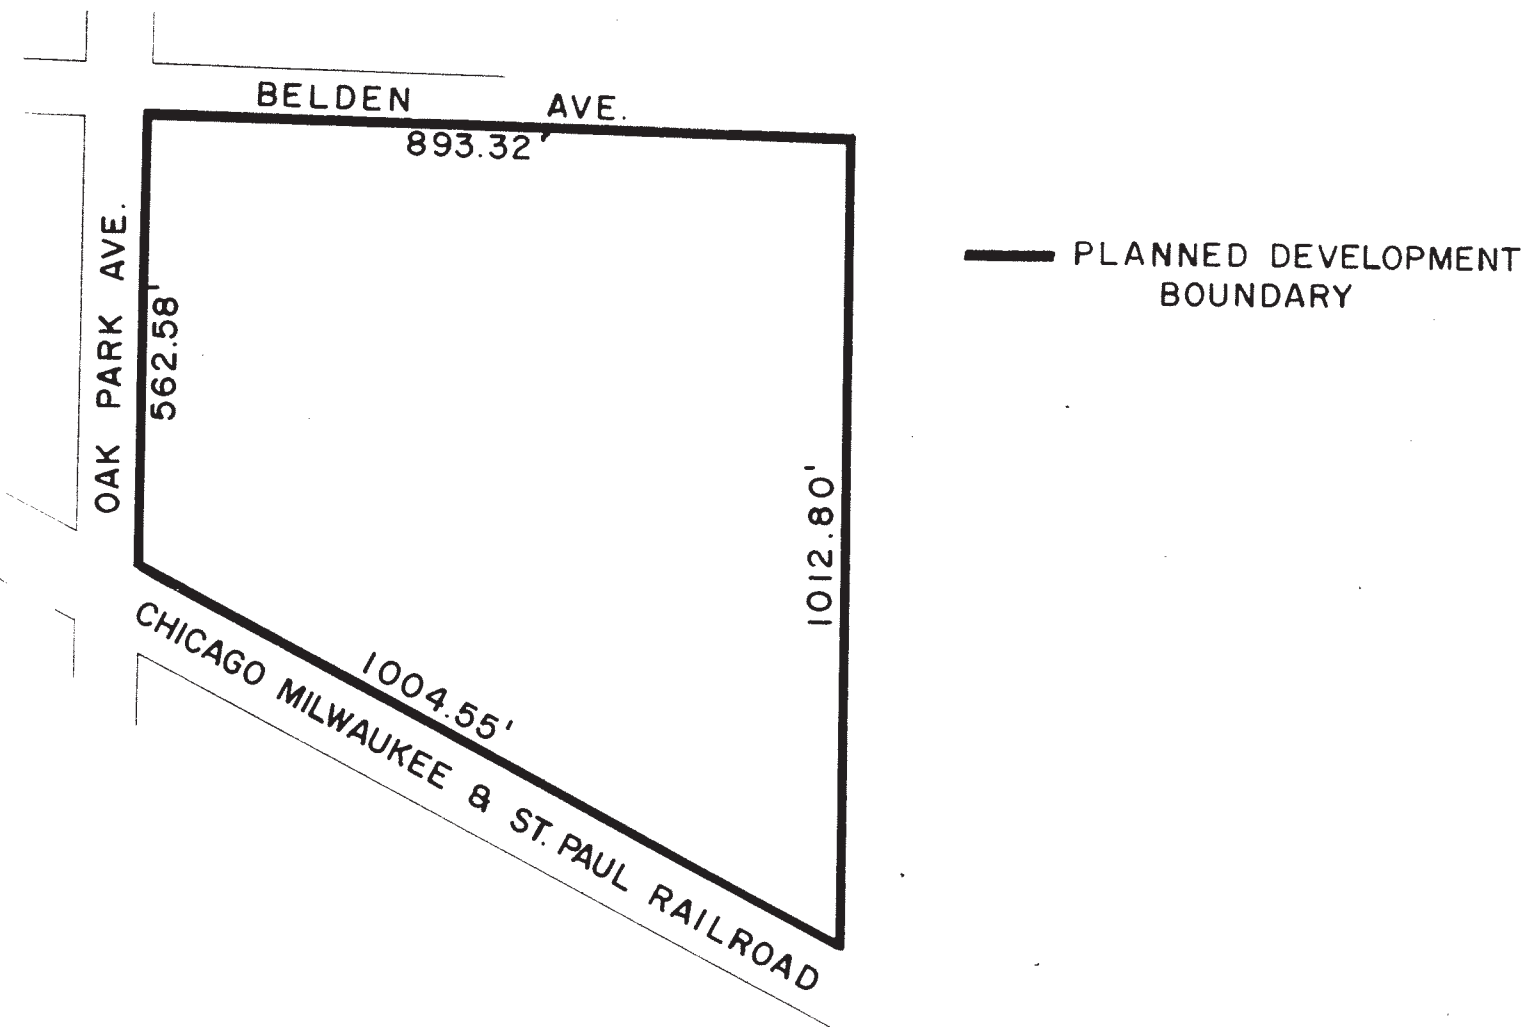 BELDEN AVE.
893.32'
OAK PARK AVE.
562.58'
PLANNED DEVELOPMENT
BOUNDARY
1012.80'
1004.55'
CHICAGO MILWAUKEE & ST. PAUL RAILROAD